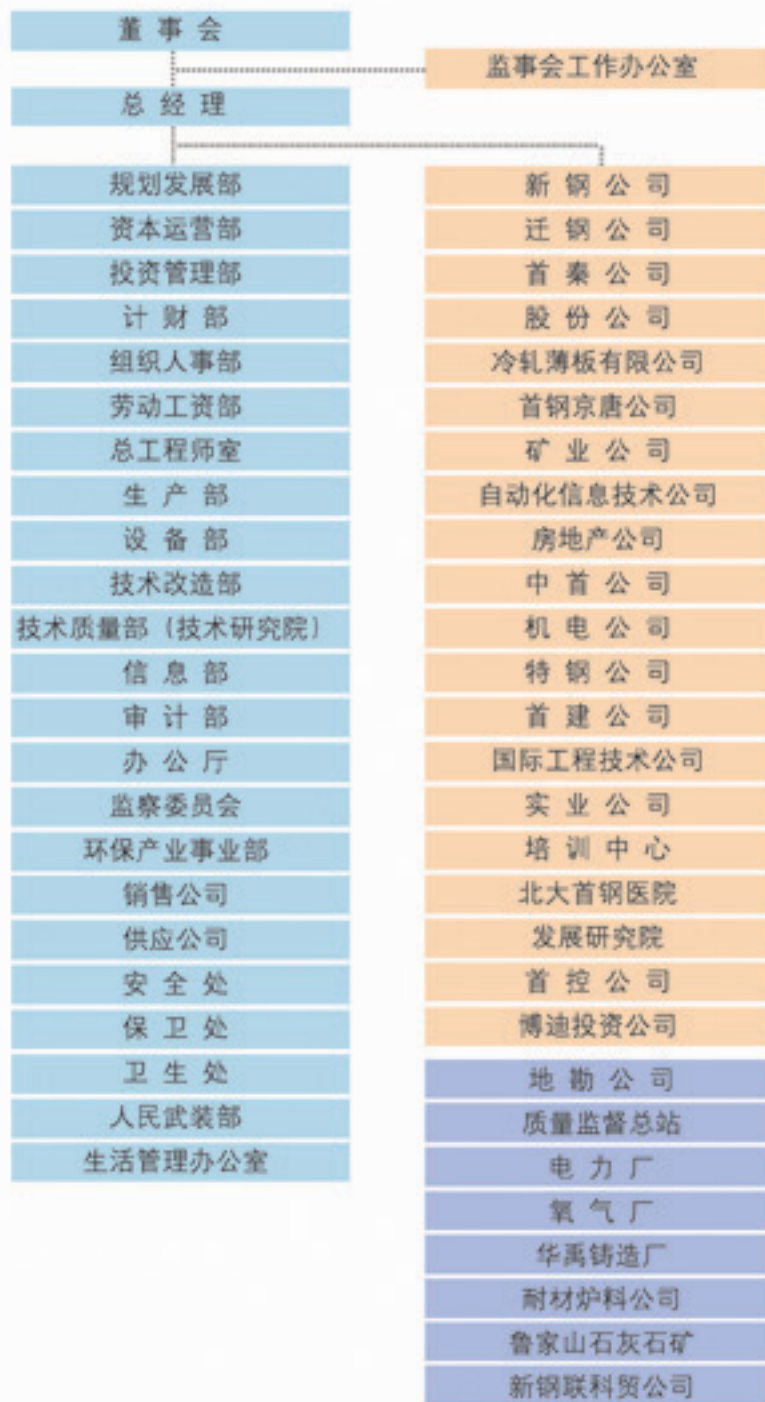 董事会
监事会工作办公室
总经理
规划发展部
资本运营部
投资管理部
计财部
组织人事部
劳动工资部
总工程师室
生产部
设备部
技术改造部
技术质量部（技术研究院）
信息部
审计部
办公厅
监察委员会
环保产业事业部
销售公司
供应公司
安全处
保卫处
卫生处
人民武装部
生活管理办公室
新钢公司
迁钢公司
首秦公司
股份公司
冷轧薄板有限公司
首钢京唐公司
矿业公司
自动化信息技术公司
房地产公司
中首公司
机电公司
特钢公司
首建公司
国际工程技术公司
实业公司
培训中心
北大首钢医院
发展研究院
首控公司
博迪投资公司
地勘公司
质量监督总站
电力厂
氧气厂
华禹铸造厂
耐材炉料公司
鲁家山石灰石矿
新钢联科贸公司